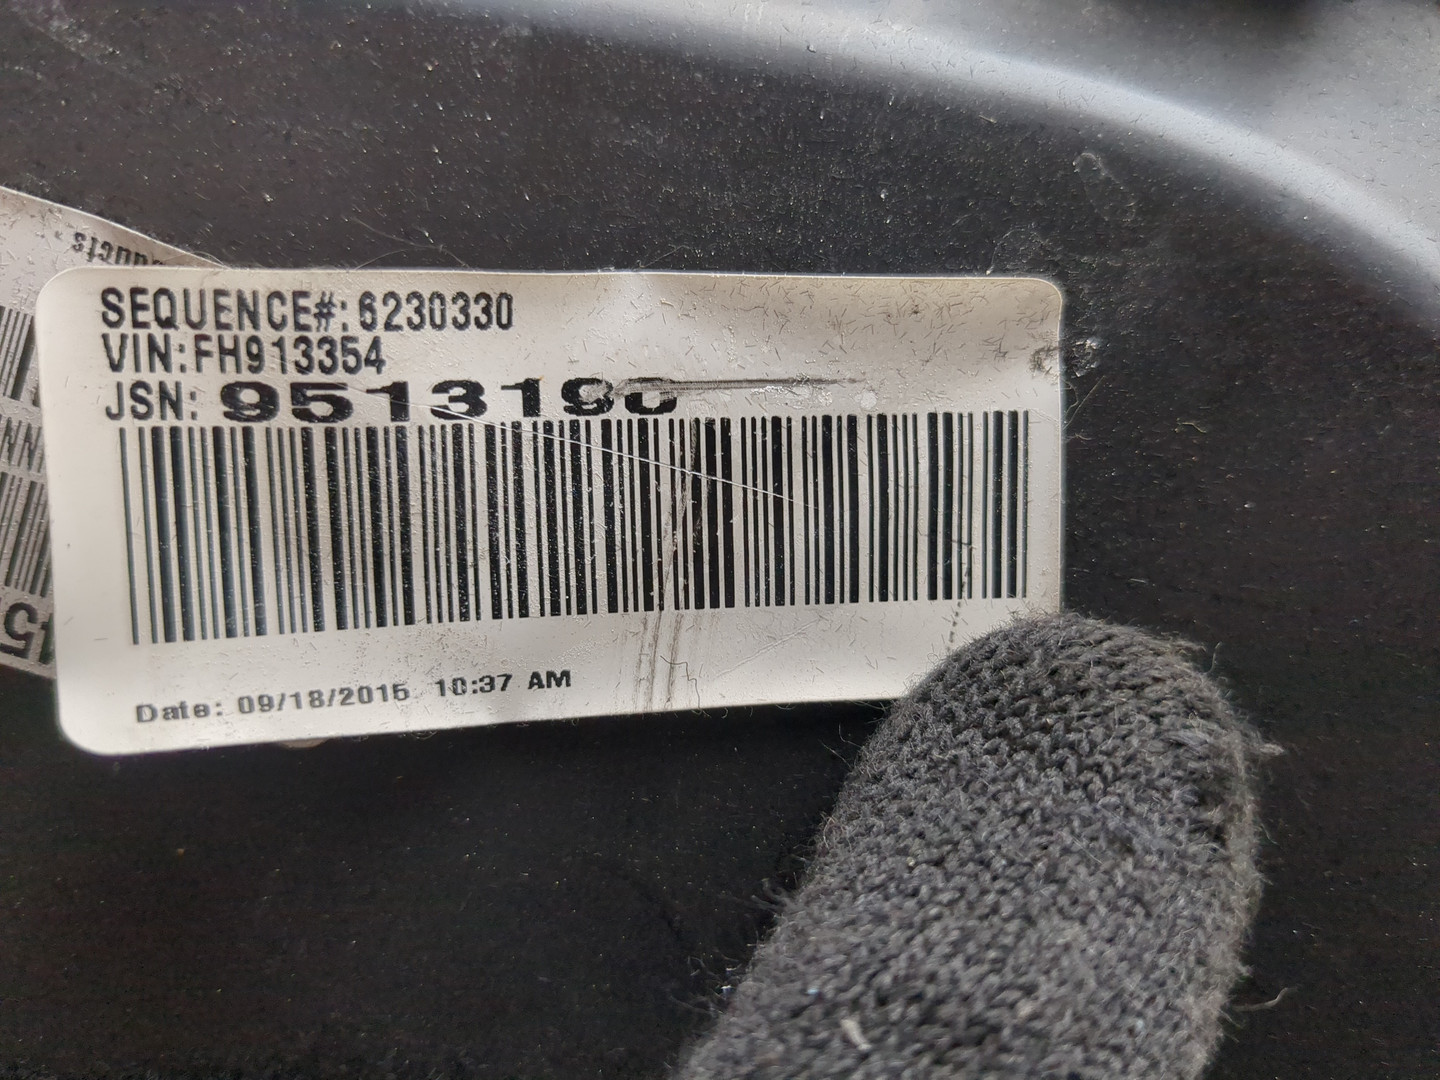 SEQUENCE#: 6230330
VIN: FH913354
JSN: 9513190
Date: 09/18/2015 10:37 AM